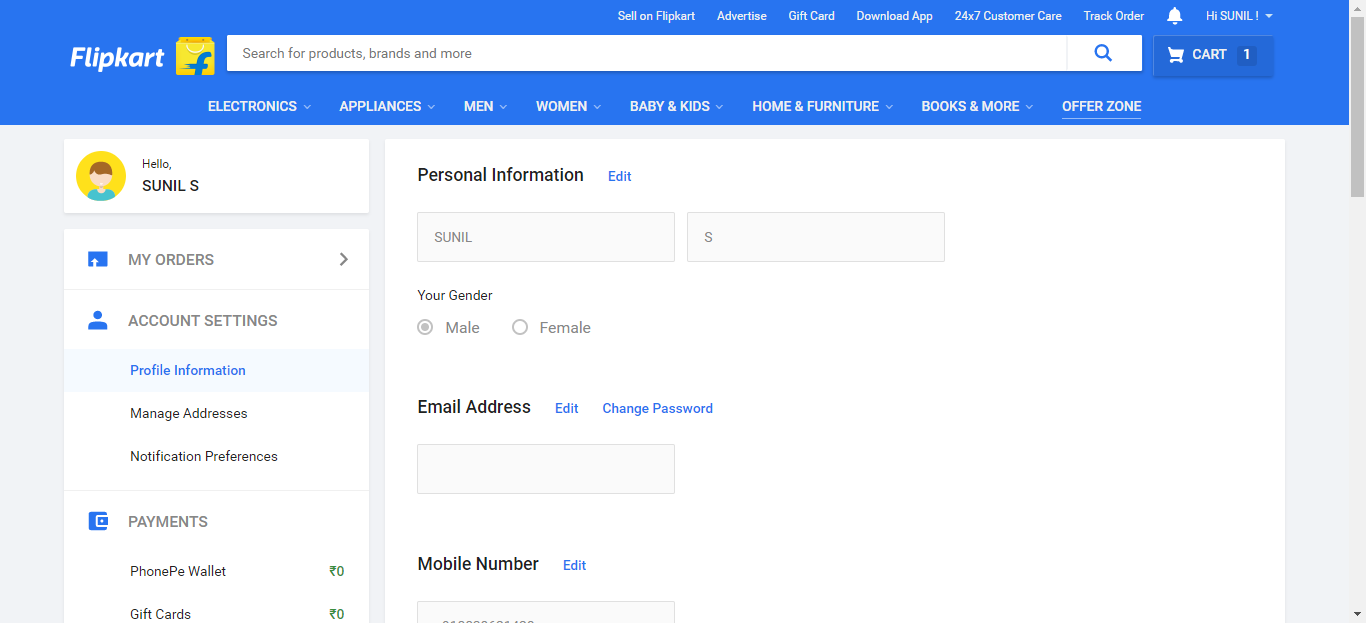 Sell on Flipkart Advertise Gift Card Download App 24x7 Customer Care Track Order Hi SUNIL !
Flipkart Search for products, brands and more CART 1
ELECTRONICS APPLIANCES MEN WOMEN BABY & KIDS HOME & FURNITURE BOOKS & MORE OFFER ZONE
Hello,
SUNIL S
MY ORDERS
ACCOUNT SETTINGS
Profile Information
Manage Addresses
Notification Preferences
PAYMENTS
PhonePe Wallet ₹0
Gift Cards ₹0
Personal Information Edit
SUNIL S
Your Gender
Male Female
Email Address Edit Change Password
Mobile Number Edit